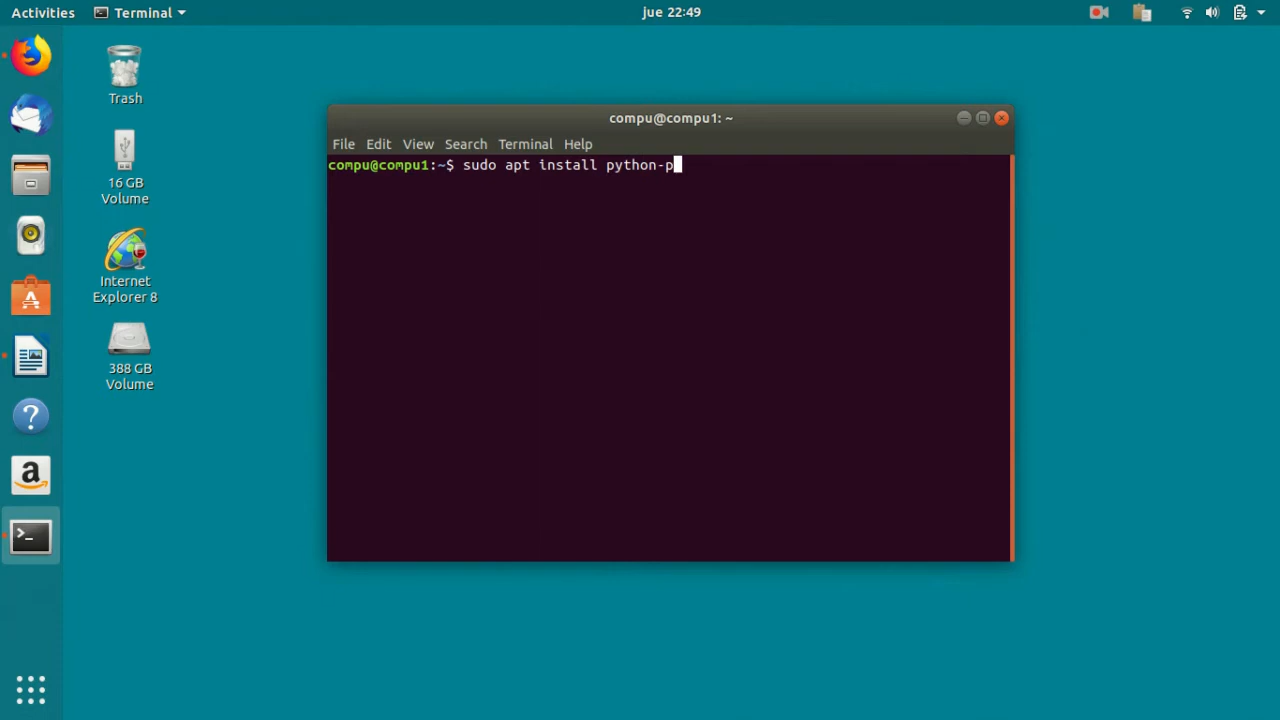 Activities
Terminal
jue 22:49
Trash
16 GB
Volume
Internet
Explorer 8
388 GB
Volume
compu@compu1: ~
File Edit View Search Terminal Help
compu@compu1:~$ sudo apt install python-p